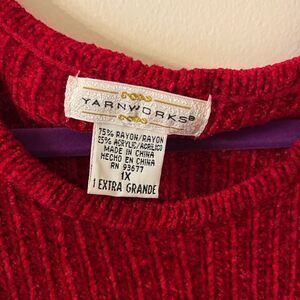 YARNWORKS®
75% RAYON/RAYON
25% ACRYLIC/ACRILICO
MADE IN CHINA
HECHO EN CHINA
RN 93677
1X
1 EXTRA GRANDE